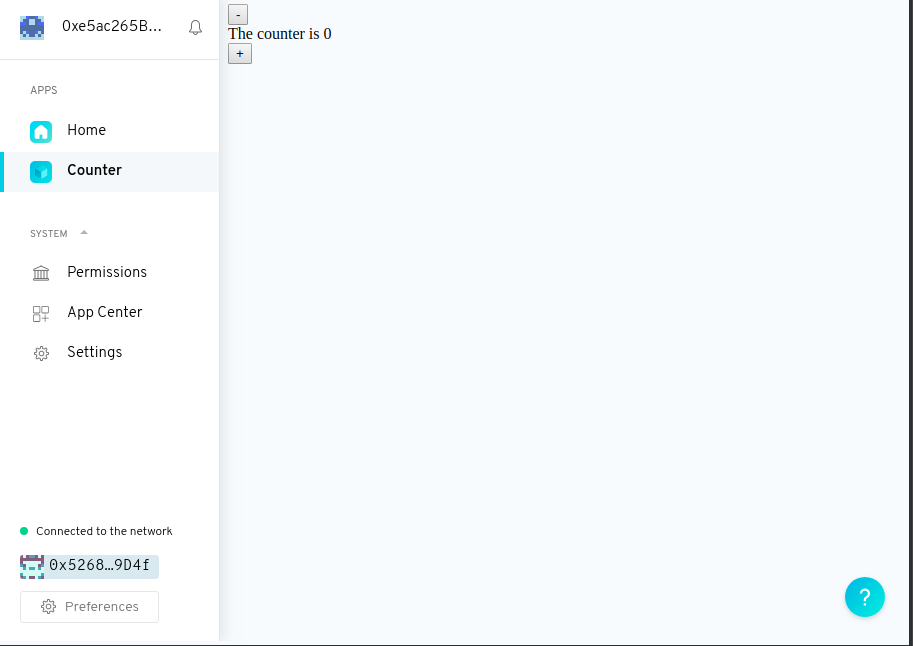 0xe5ac265B…
APPS
Home
Counter
SYSTEM
Permissions
App Center
Settings
Connected to the network
0x5268…9D4f
Preferences
-
The counter is 0
+
?